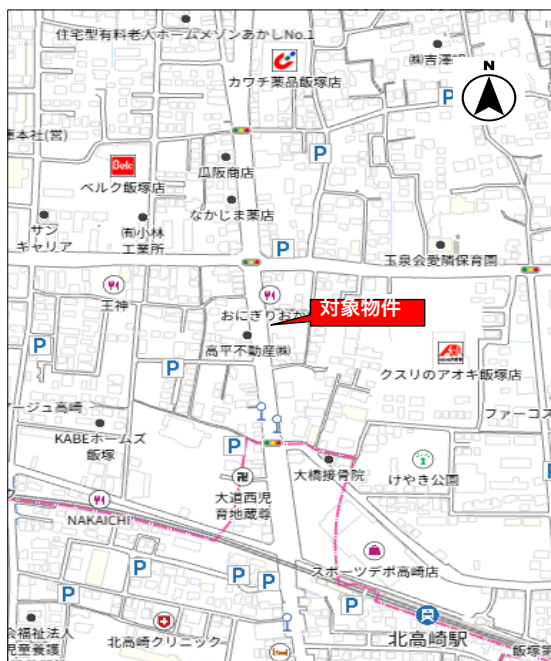 住宅型有料老人ホームメゾンあかしNo.1
カワチ薬品飯塚店
㈱吉澤
N
P
本社(営)
P
Belc
ベルク飯塚店
瓜阪商店
なかじま薬店
サン
キャリア
㈲小林
工業所
P
玉泉会愛隣保育園
王神
おにぎりおか
対象物件
P
高平不動産㈱
P
クスリのアオキ飯塚店
ージュ高崎
ファーコス
KABEホームズ
飯塚
P
P
大橋接骨院
けやき公園
大道西児
育地蔵尊
NAKAICHI
P
スポーツデポ高崎店
P
P
P
P
P
北高崎駅
会福祉法人
児童養護
北高崎クリニック
飯塚第